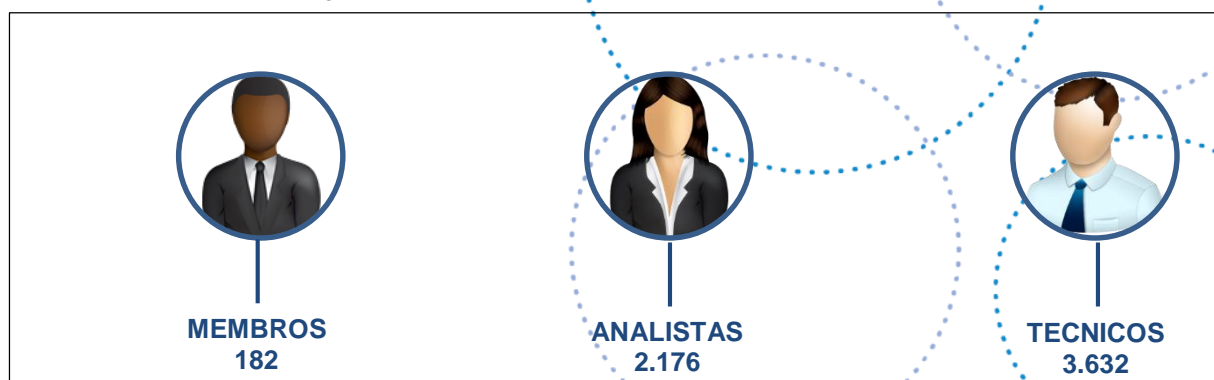 MEMBROS
182
ANALISTAS
2.176
TECNICOS
3.632